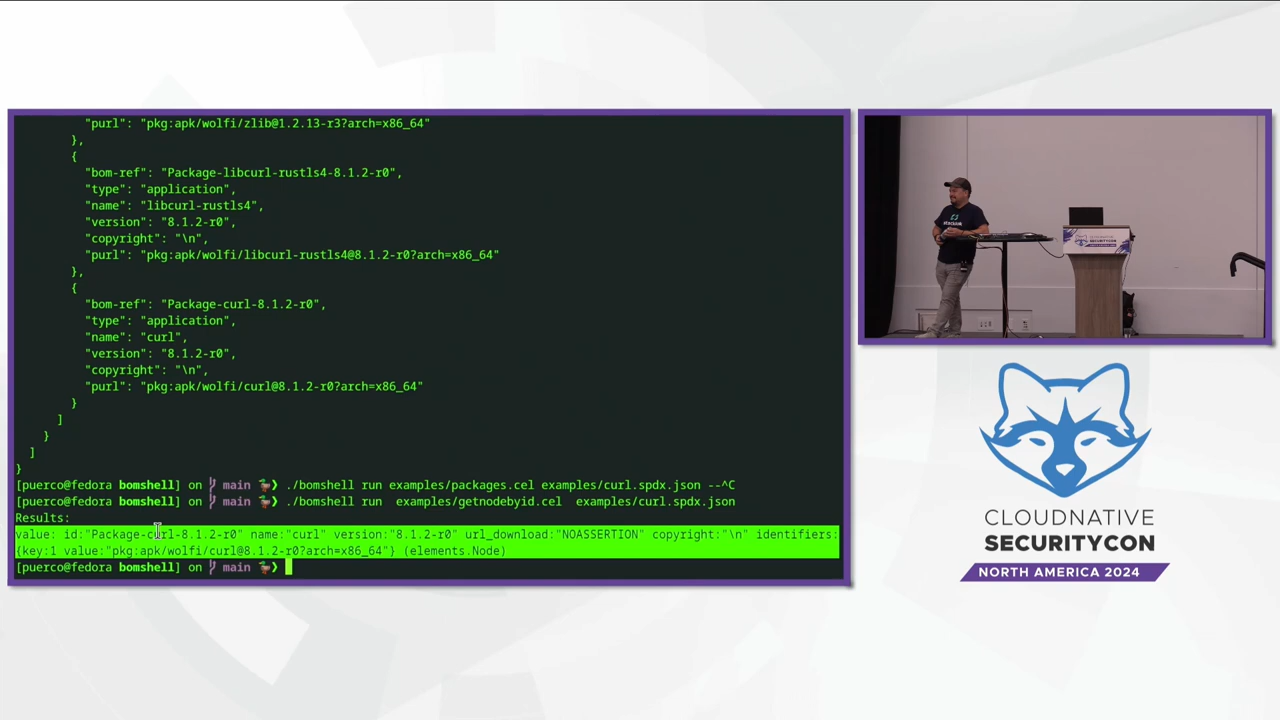 "purl": "pkg:apk/wolfi/zlib@1.2.13-r3?arch=x86_64"
},
{
"bom-ref": "Package-libcurl-rustls4-8.1.2-r0",
"type": "application",
"name": "libcurl-rustls4",
"version": "8.1.2-r0",
"copyright": "\n",
"purl": "pkg:apk/wolfi/libcurl-rustls4@8.1.2-r0?arch=x86_64"
},
{
"bom-ref": "Package-curl-8.1.2-r0",
"type": "application",
"name": "curl",
"version": "8.1.2-r0",
"copyright": "\n",
"purl": "pkg:apk/wolfi/curl@8.1.2-r0?arch=x86_64"
}
]
}
]
}
[puerco@fedora bomshell] on main ❯ ./bomshell run examples/packages.cel examples/curl.spdx.json --^C
[puerco@fedora bomshell] on main ❯ ./bomshell run  examples/getnodebyid.cel  examples/curl.spdx.json
Results:
value: id:"Package-curl-8.1.2-r0" name:"curl" version:"8.1.2-r0" url_download:"NOASSERTION" copyright:"\n" identifiers:
{key:1 value:"pkg:apk/wolfi/curl@8.1.2-r0?arch=x86_64"} (elements.Node)
[puerco@fedora bomshell] on main ❯
CLOUDNATIVE
SECURITYCON
CLOUDNATIVE
SECURITYCON
NORTH AMERICA 2024